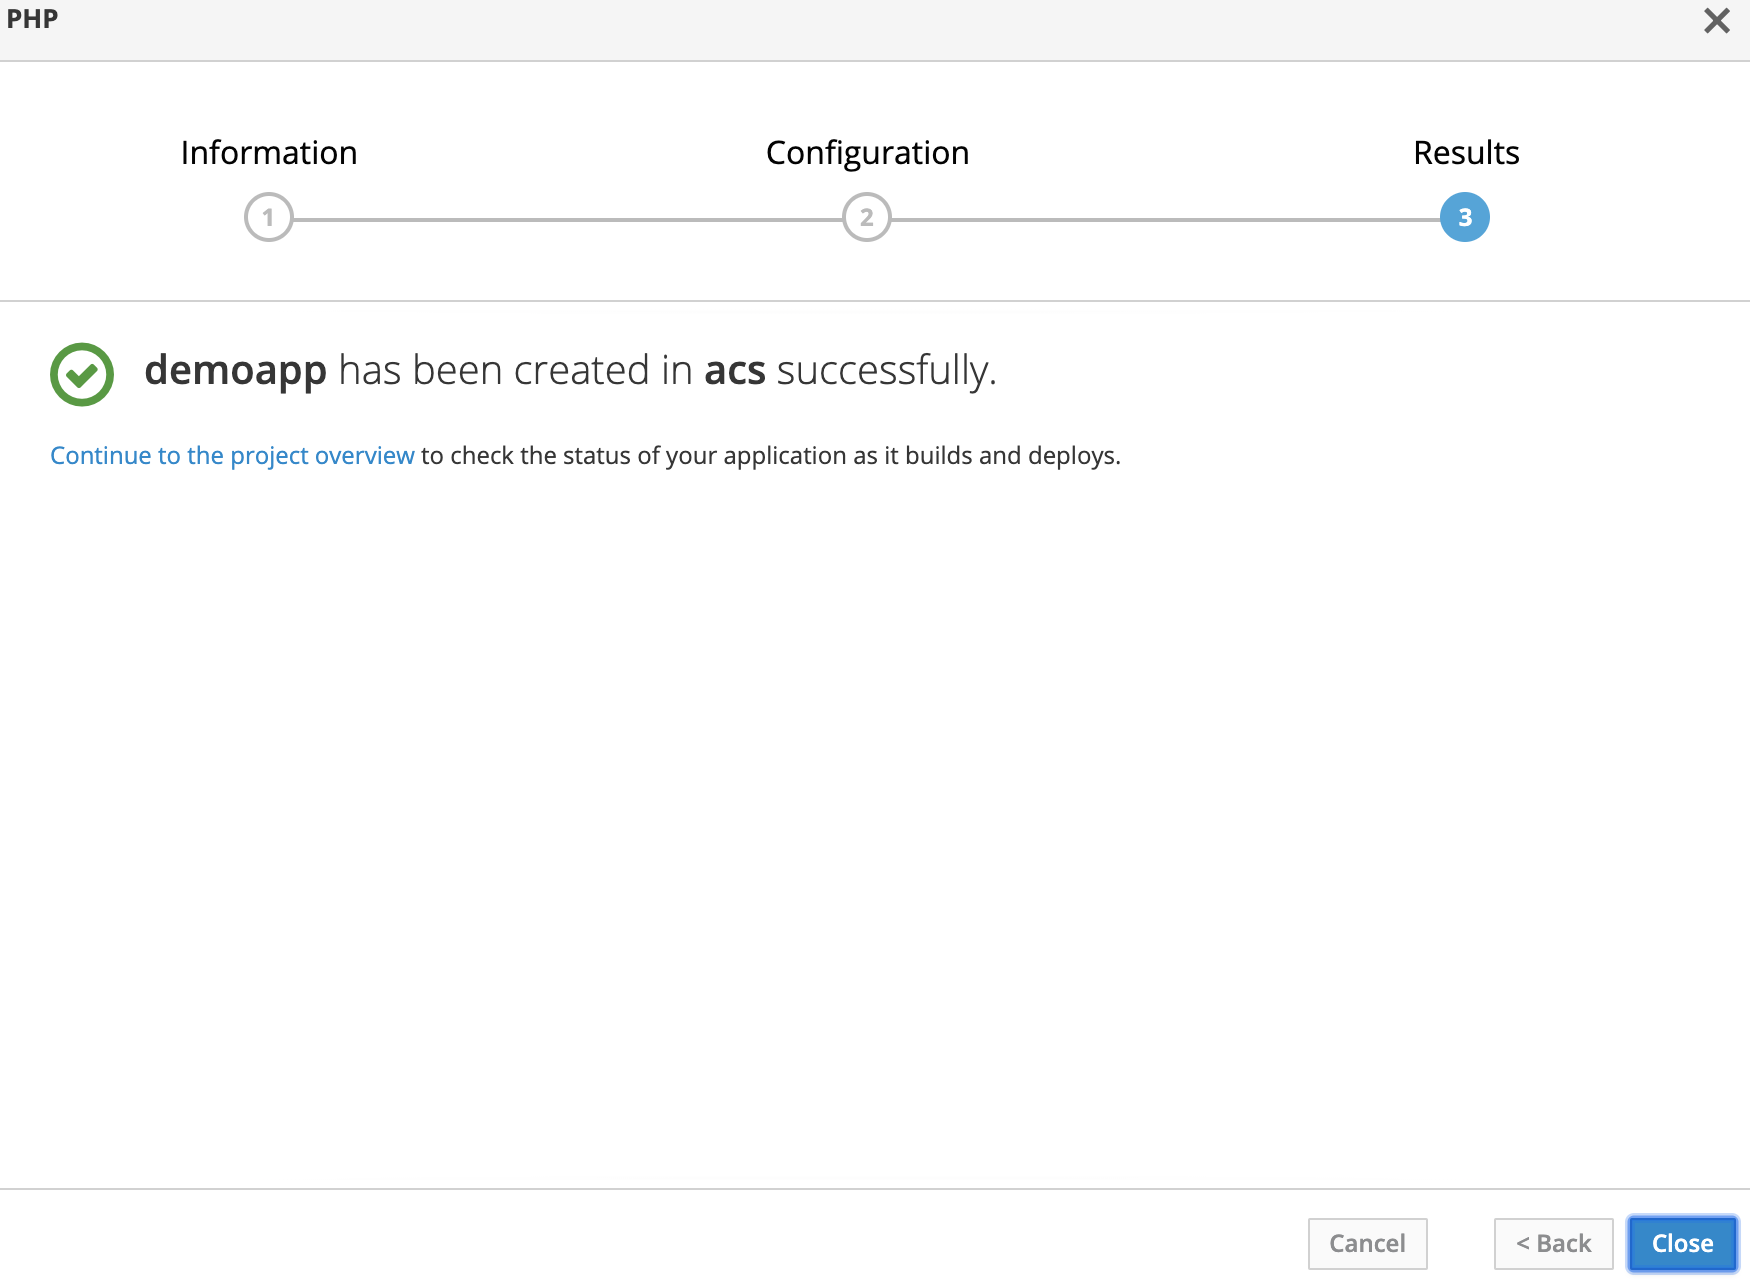 PHP
Information
Configuration
Results
1
2
3
demoapp has been created in acs successfully.
Continue to the project overview to check the status of your application as it builds and deploys.
Cancel
< Back
Close